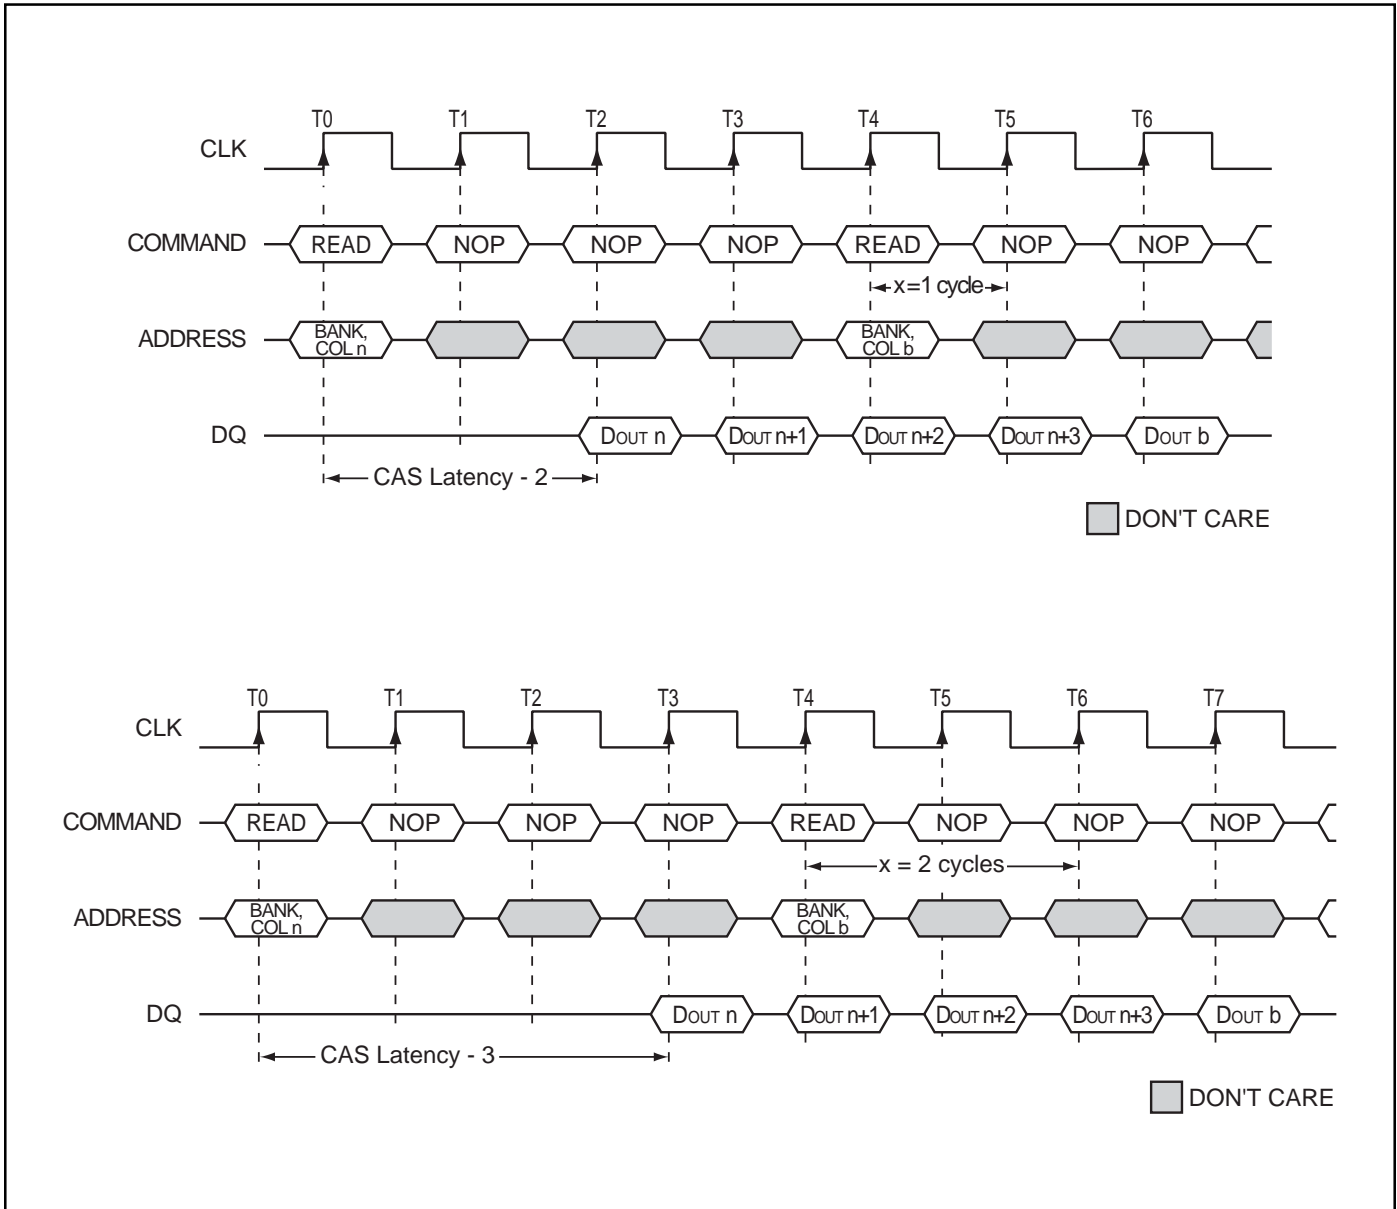 T0 T1 T2 T3 T4 T5 T6
CLK
COMMAND READ NOP NOP NOP READ NOP NOP
x=1 cycle
ADDRESS BANK, COL n BANK, COL b
DQ DOUT n DOUT n+1 DOUT n+2 DOUT n+3 DOUT b
CAS Latency - 2
DON'T CARE
T0 T1 T2 T3 T4 T5 T6 T7
CLK
COMMAND READ NOP NOP NOP READ NOP NOP NOP
x = 2 cycles
ADDRESS BANK, COL n BANK, COL b
DQ DOUT n DOUT n+1 DOUT n+2 DOUT n+3 DOUT b
CAS Latency - 3
DON'T CARE